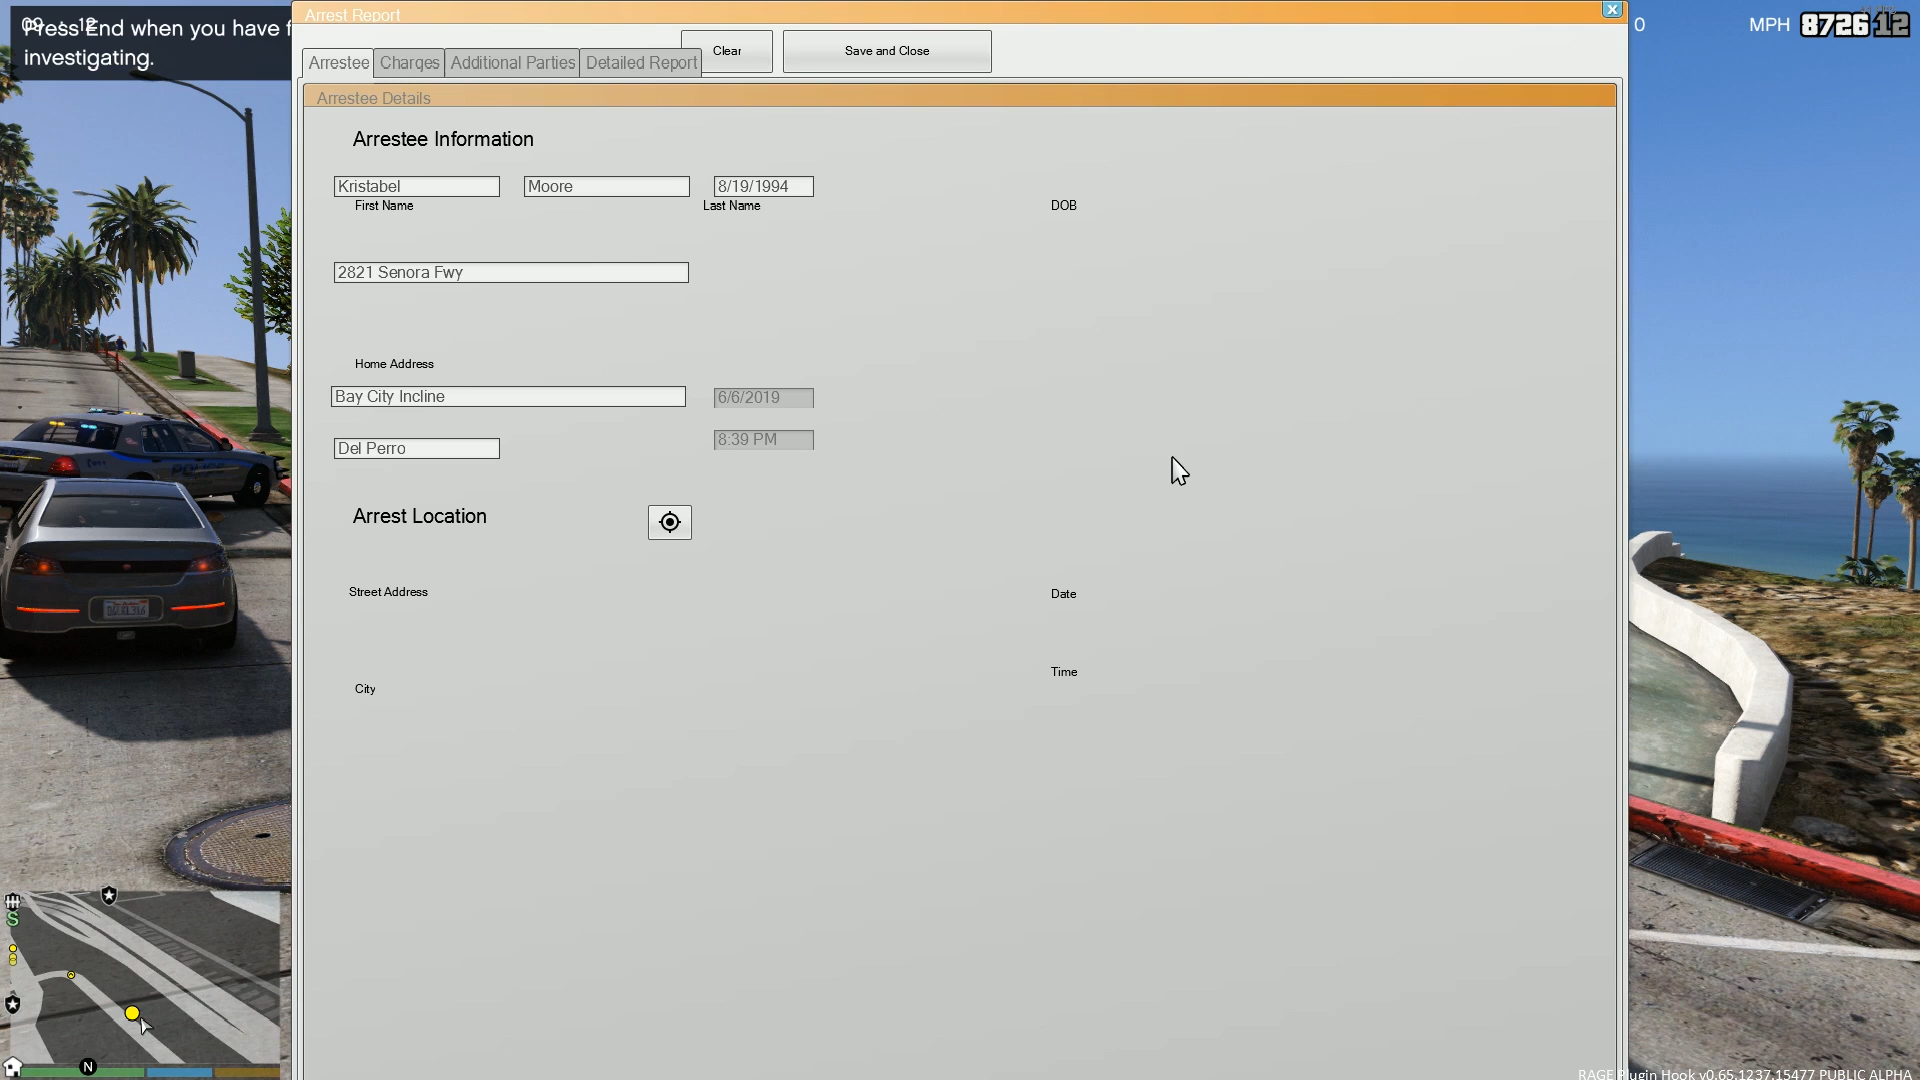 Press End when you have f
investigating.
Arrest Report
Clear
Save and Close
Arrestee
Charges
Additional Parties
Detailed Report
0
MPH
8726
12
Arrestee Details
Arrestee Information
Kristabel
Moore
8/19/1994
First Name
Last Name
DOB
2821 Senora Fwy
Home Address
Bay City Incline
6/6/2019
Del Perro
8:39 PM
POLICE
Arrest Location
Street Address
Date
Time
City
S
N
RAGE Plugin Hook v0.65.1237.15477 PUBLIC ALPHA